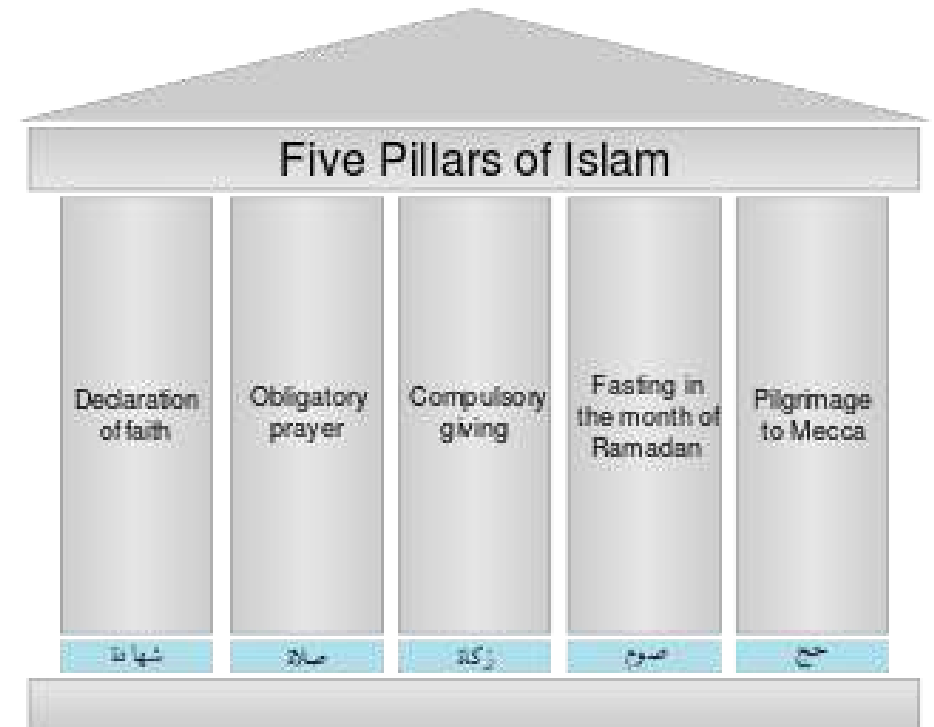 Five Pillars of Islam
Declaration
of faith
Obligatory
prayer
Compulsory
giving
Fasting in
the month of
Ramadan
Pilgrimage
to Mecca
شهادة
صلاة
زكاة
صوم
حج